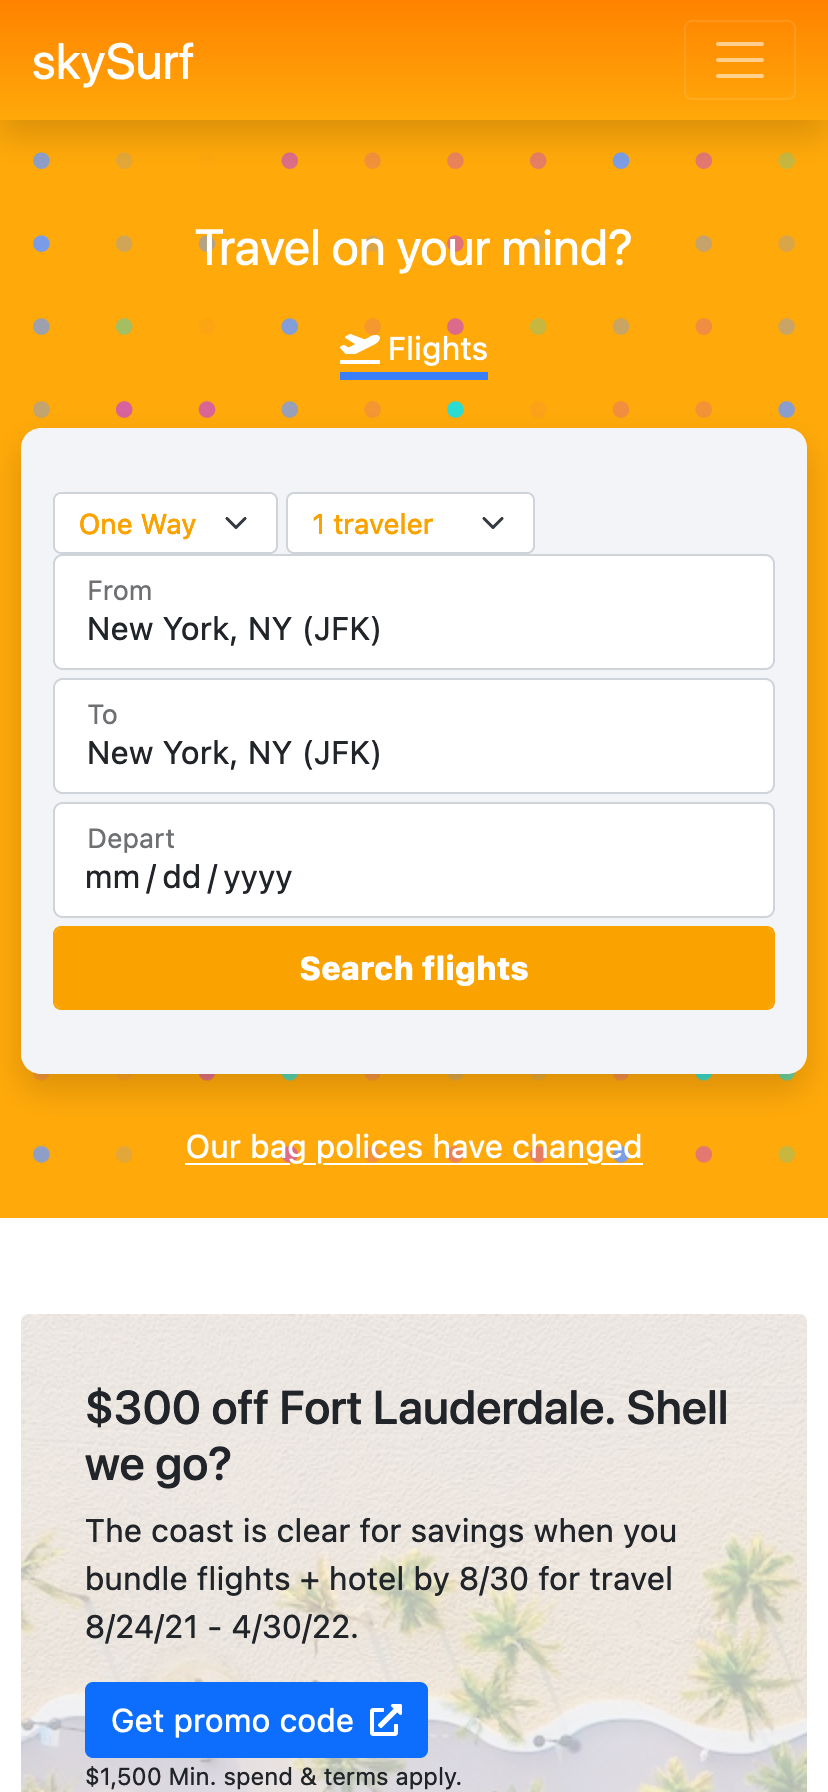 skySurf
Travel on your mind?
Flights
One Way
1 traveler
From
New York, NY (JFK)
To
New York, NY (JFK)
Depart
mm/dd/yyyy
Search flights
Our bag polices have changed
$300 off Fort Lauderdale. Shell
we go?
The coast is clear for savings when you
bundle flights + hotel by 8/30 for travel
8/24/21 - 4/30/22.
Get promo code
$1,500 Min. spend & terms apply.